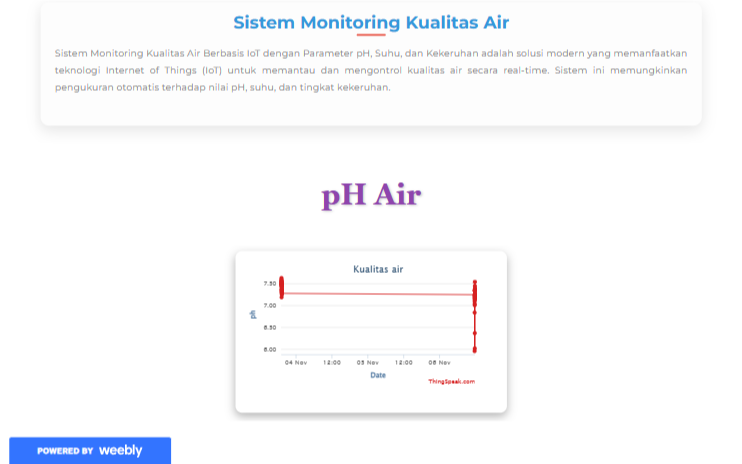 Sistem Monitoring Kualitas Air
Sistem Monitoring Kualitas Air Berbasis IoT dengan Parameter pH, Suhu, dan Kekeruhan adalah solusi modern yang memanfaatkan
teknologi Internet of Things (IoT) untuk memantau dan mengontrol kualitas air secara real-time. Sistem ini memungkinkan
pengukuran otomatis terhadap nilai pH, suhu, dan tingkat kekeruhan.
pH Air
Kualitas air
7.50
7.00
6.50
6.00
ph
04 Nov 12:00 05 Nov 12:00 06 Nov
Date
ThingSpeak.com
POWERED BY weebly